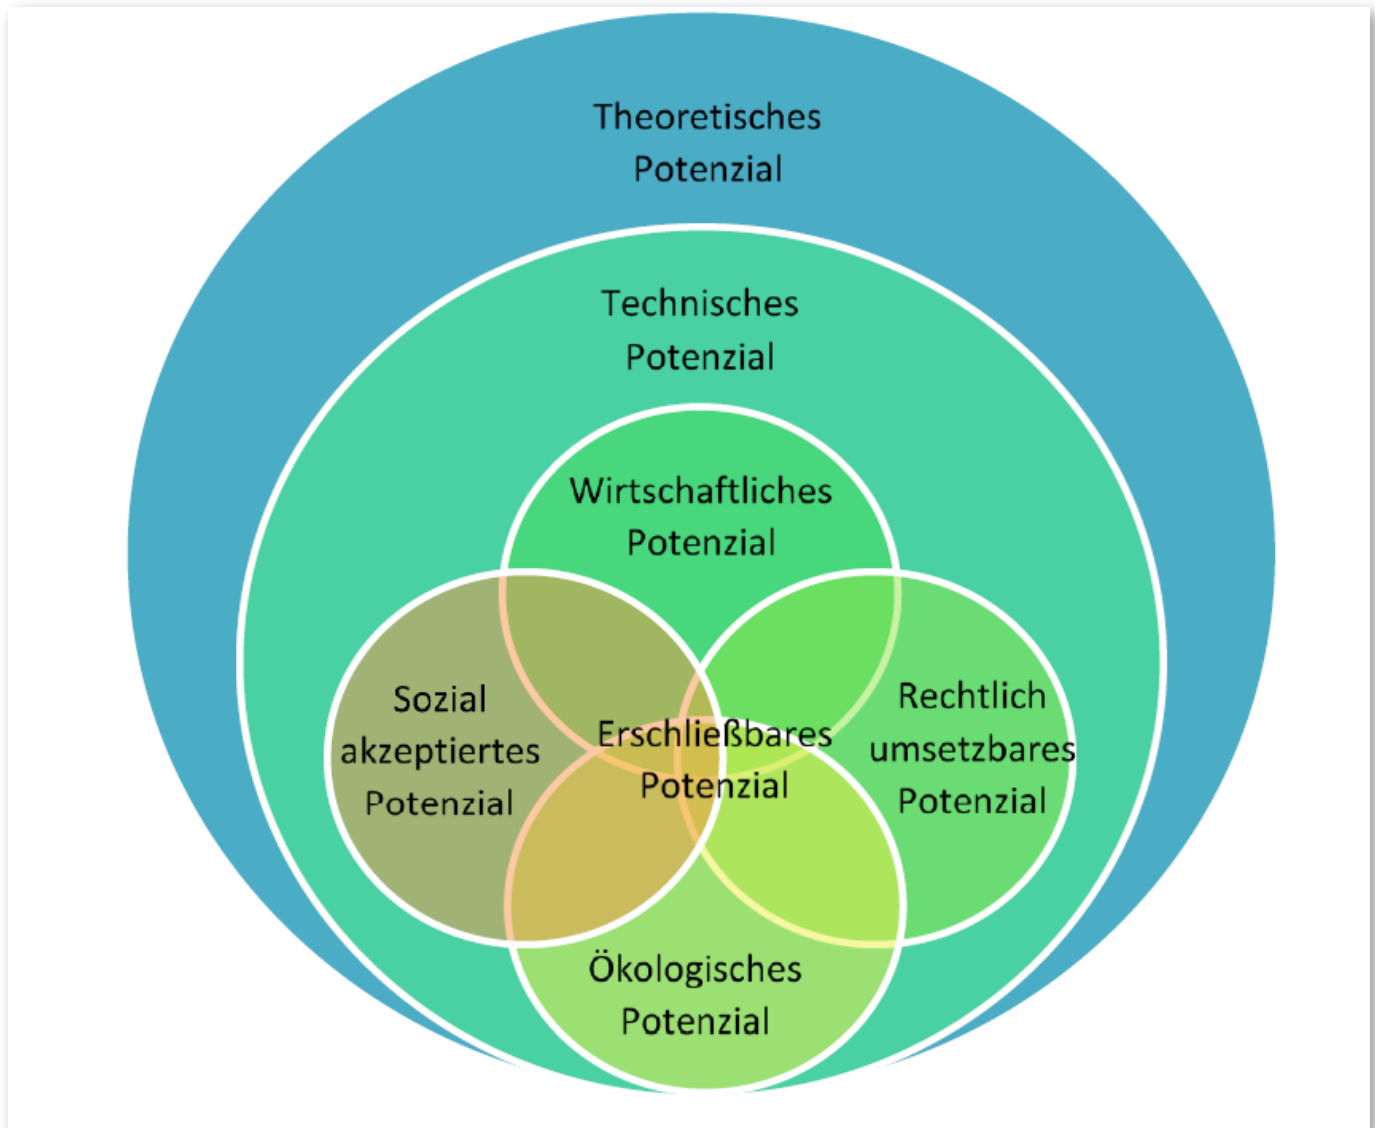 Theoretisches
Potenzial
Technisches
Potenzial
Wirtschaftliches
Potenzial
Sozial
akzeptiertes
Potenzial
Erschließbares
Potenzial
Rechtlich
umsetzbares
Potenzial
Ökologisches
Potenzial